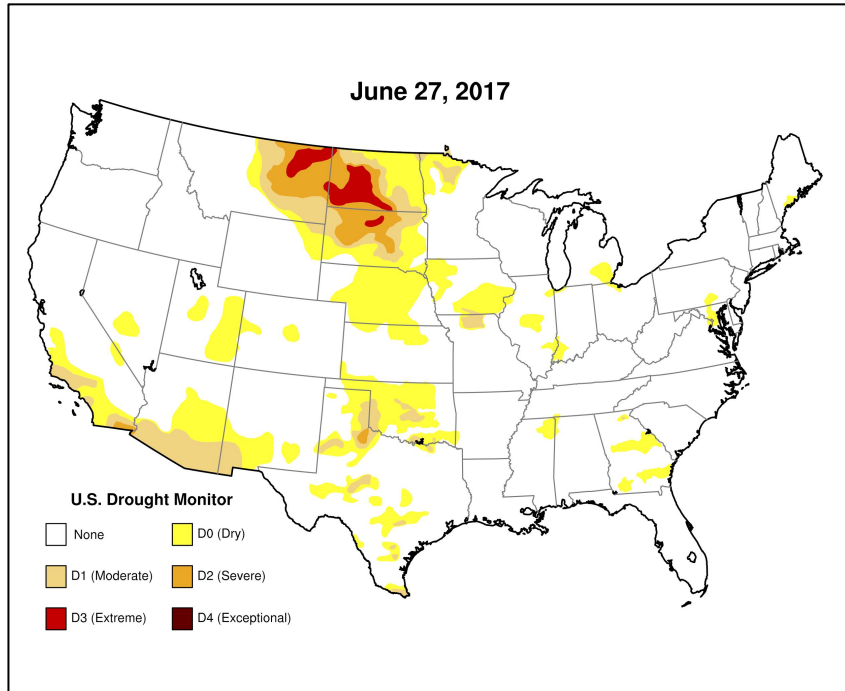 June 27, 2017
U.S. Drought Monitor
None
D0 (Dry)
D1 (Moderate)
D2 (Severe)
D3 (Extreme)
D4 (Exceptional)